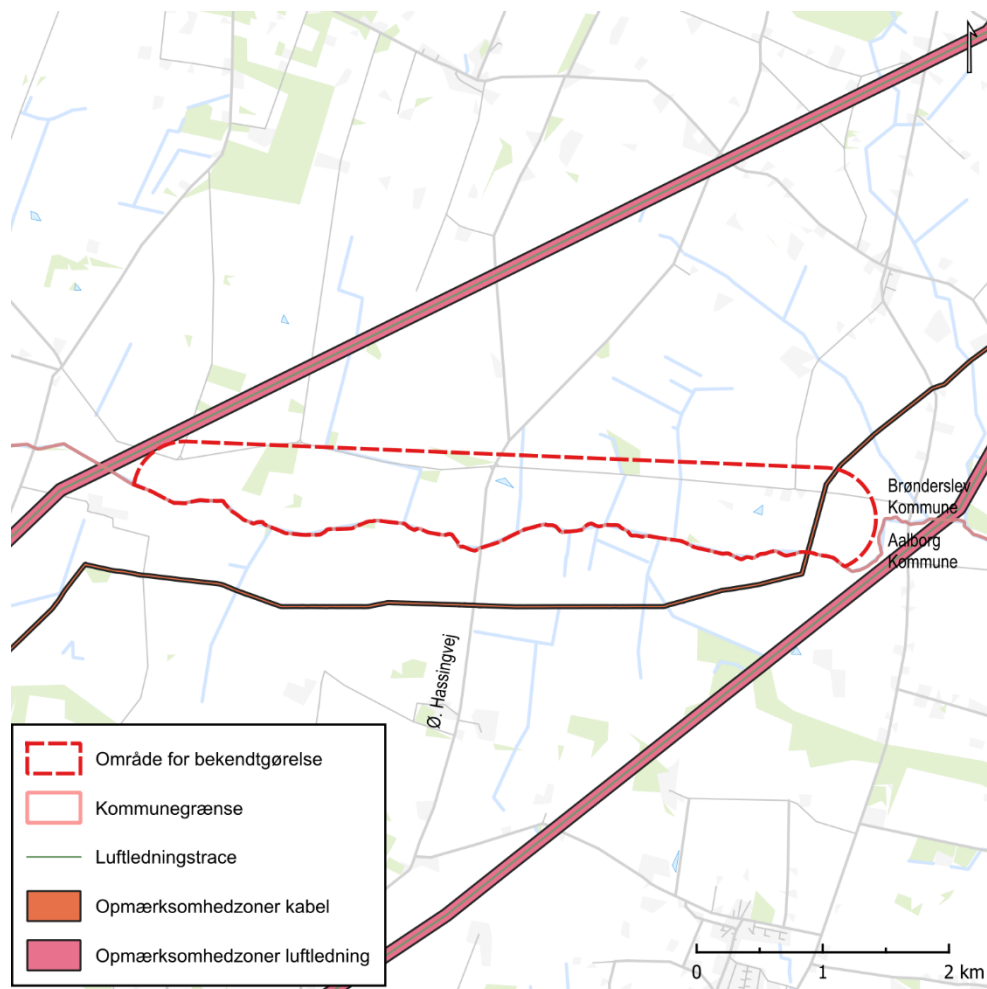 Brønderslev
Kommune
Aalborg
Kommune
Ø. Hassingvej
Område for bekendtgørelse
Kommunegrænse
Luftledningstrace
Opmærksomhedzoner kabel
Opmærksomhedzoner luftledning
0 1 2 km